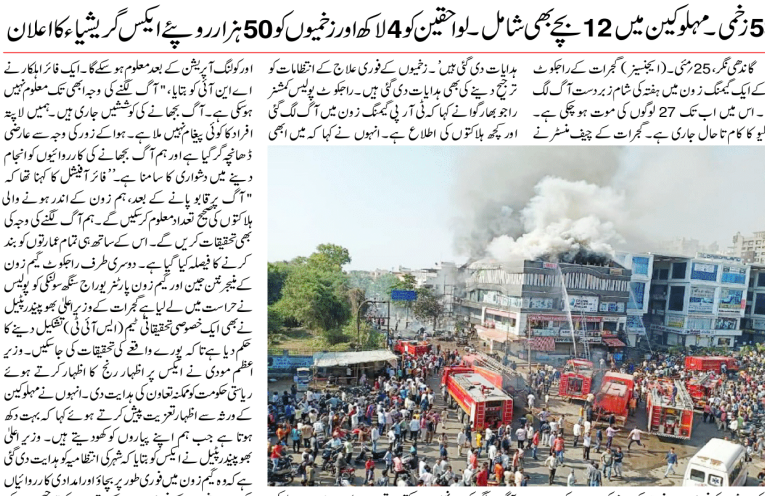 5 زخمی۔ مہلوکین میں 12 بچے بھی شامل۔ لواحقین کو 4 لاکھ اور زخمیوں کو 50 ہزار روپئے ایکس گریشیاء کا اعلان
گاندھی نگر، 25 مئی۔ (ایجنسیز) گجرات کے راجکوٹ
کے ایک گیمنگ زون میں ہفتہ کی شام زبردست آگ لگ
۔ اس میں اب تک 27 لوگوں کی موت ہو چکی ہے۔
کا کام تا حال جاری ہے۔ گجرات کے چیف منسٹر نے
ہدایات دی گئی ہیں'۔ زخمیوں کے فوری علاج کے انتظامات کو
ترجیح دینے کی بھی ہدایات دی گئی ہیں۔ راجکوٹ پولیس کمشنر
راجو بھارگوا نے کہا کہ ٹی آر پی گیمنگ زون میں آگ لگ گئی
اور کچھ ہلاکتوں کی اطلاع ہے۔ انہوں نے کہا کہ میں ابھی
اور کولنگ آپریشن کے بعد معلوم ہو سکے گا۔ ایک فائر اہلکار نے
اے این آئی کو بتایا، "آگ لگنے کی وجہ ابھی تک معلوم نہیں
ہو سکی ہے۔ آگ بجھانے کی کوششیں جاری ہیں۔ ہمیں لا پتہ
افراد کا کوئی پیغام نہیں ملا ہے۔ ہوا کے زور کی وجہ سے عارضی
ڈھانچہ گر گیا ہے اور ہم آگ بجھانے کی کارروائیوں کو انجام
دینے میں دشواری کا سامنا ہے۔" فائر آفیشل کا کہنا تھا کہ
"آگ پر قابو پانے کے بعد، ہم زون کے اندر ہونے والی
ہلاکتوں کی صحیح تعداد معلوم کر سکیں گے۔ ہم آگ لگنے کی وجہ کی
بھی تحقیقات کریں گے۔ اس کے ساتھ ہی تمام عمارتوں کو بند
کرنے کا فیصلہ کیا گیا ہے۔ دوسری طرف راجکوٹ گیم زون
کے مینجر نتن جین اور گیم زون پارٹنر یوراج سنگھ سولنکی کو پولیس
نے حراست میں لے لیا ہے گجرات کے وزیر اعلیٰ بھوپیندر پٹیل
نے بھی ایک خصوصی تحقیقاتی ٹیم (ایس آئی ٹی) تشکیل دینے کا
حکم دیا ہے تاکہ پورے واقعے کی تحقیقات کی جاسکیں۔ وزیر
اعظم مودی نے ایکس پر اظہار رنج کا اظہار کرتے ہوئے
ریاستی حکومت کو ممکنہ تعاون کی ہدایت دی۔ انہوں نے مہلوکین
کے ورثہ سے اظہار تعزیت پیش کرتے ہوئے کہا کہ بہت دکھ
ہوتا ہے جب ہم اپنے پیاروں کو کھو دیتے ہیں۔ وزیر اعلیٰ
بھوپیندر پٹیل نے ایکس کو بتایا کہ شہری انتظامیہ کو ہدایت دی گئی
ہے کہ وہ گیم زون میں فوری طور پر بچاؤ اور امدادی کارروائیاں